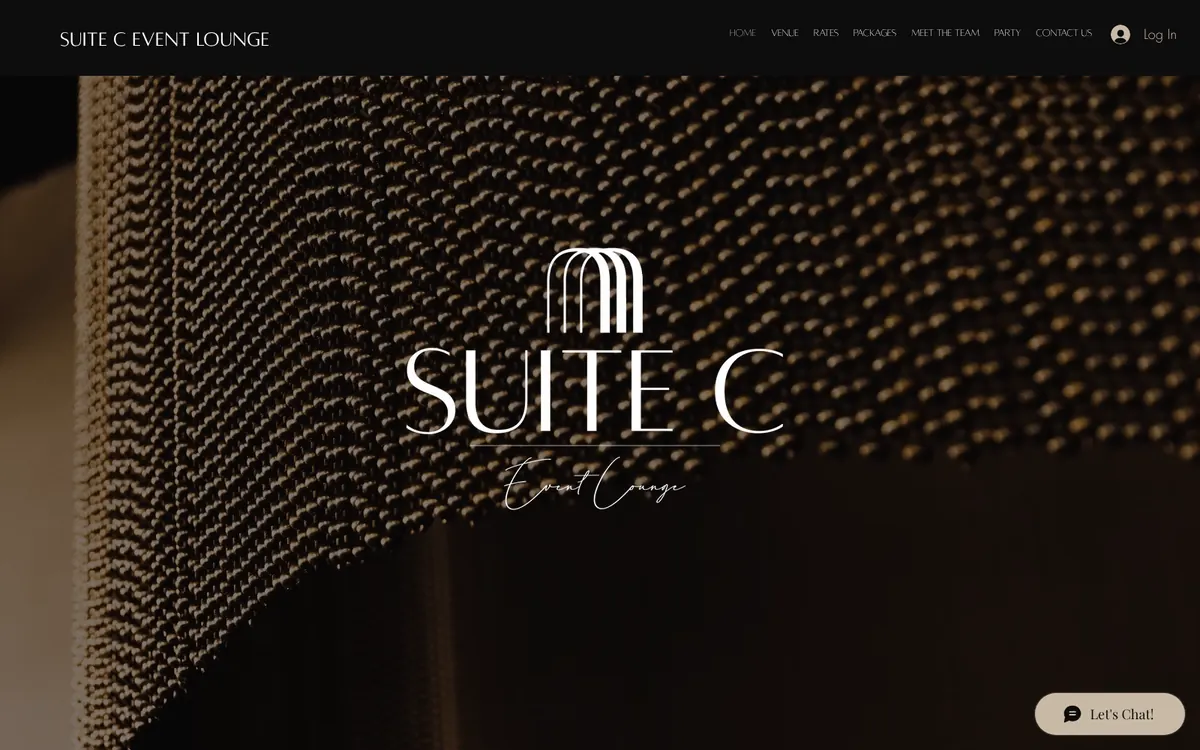 SUITE C EVENT LOUNGE
HOME VENUE RATES PACKAGES MEET THE TEAM PARTY CONTACT US Log In
SUITE C
Event Lounge
Let's Chat!